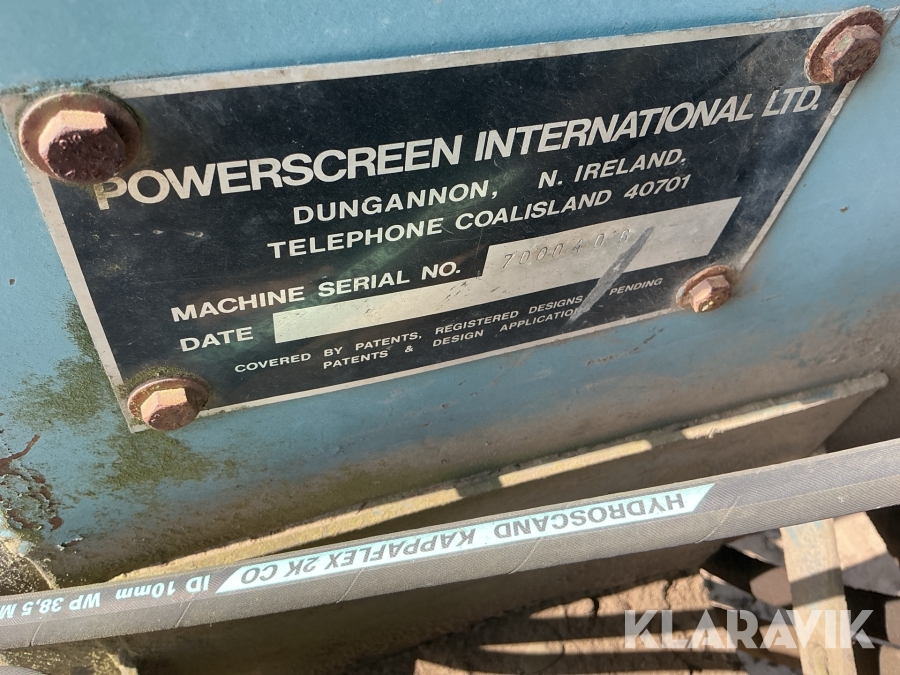 POWERSCREEN INTERNATIONAL LTD.
DUNGANNON, N. IRELAND.
TELEPHONE COALISLAND 40701
MACHINE SERIAL NO.
DATE
COVERED BY PATENTS, REGISTERED DESIGNS, PENDING
PATENTS & DESIGN APPLICATION
ID 10mm WP 38,5 M HYDROSCAND KAPPAFLEX 2K CO
KLARAVIK